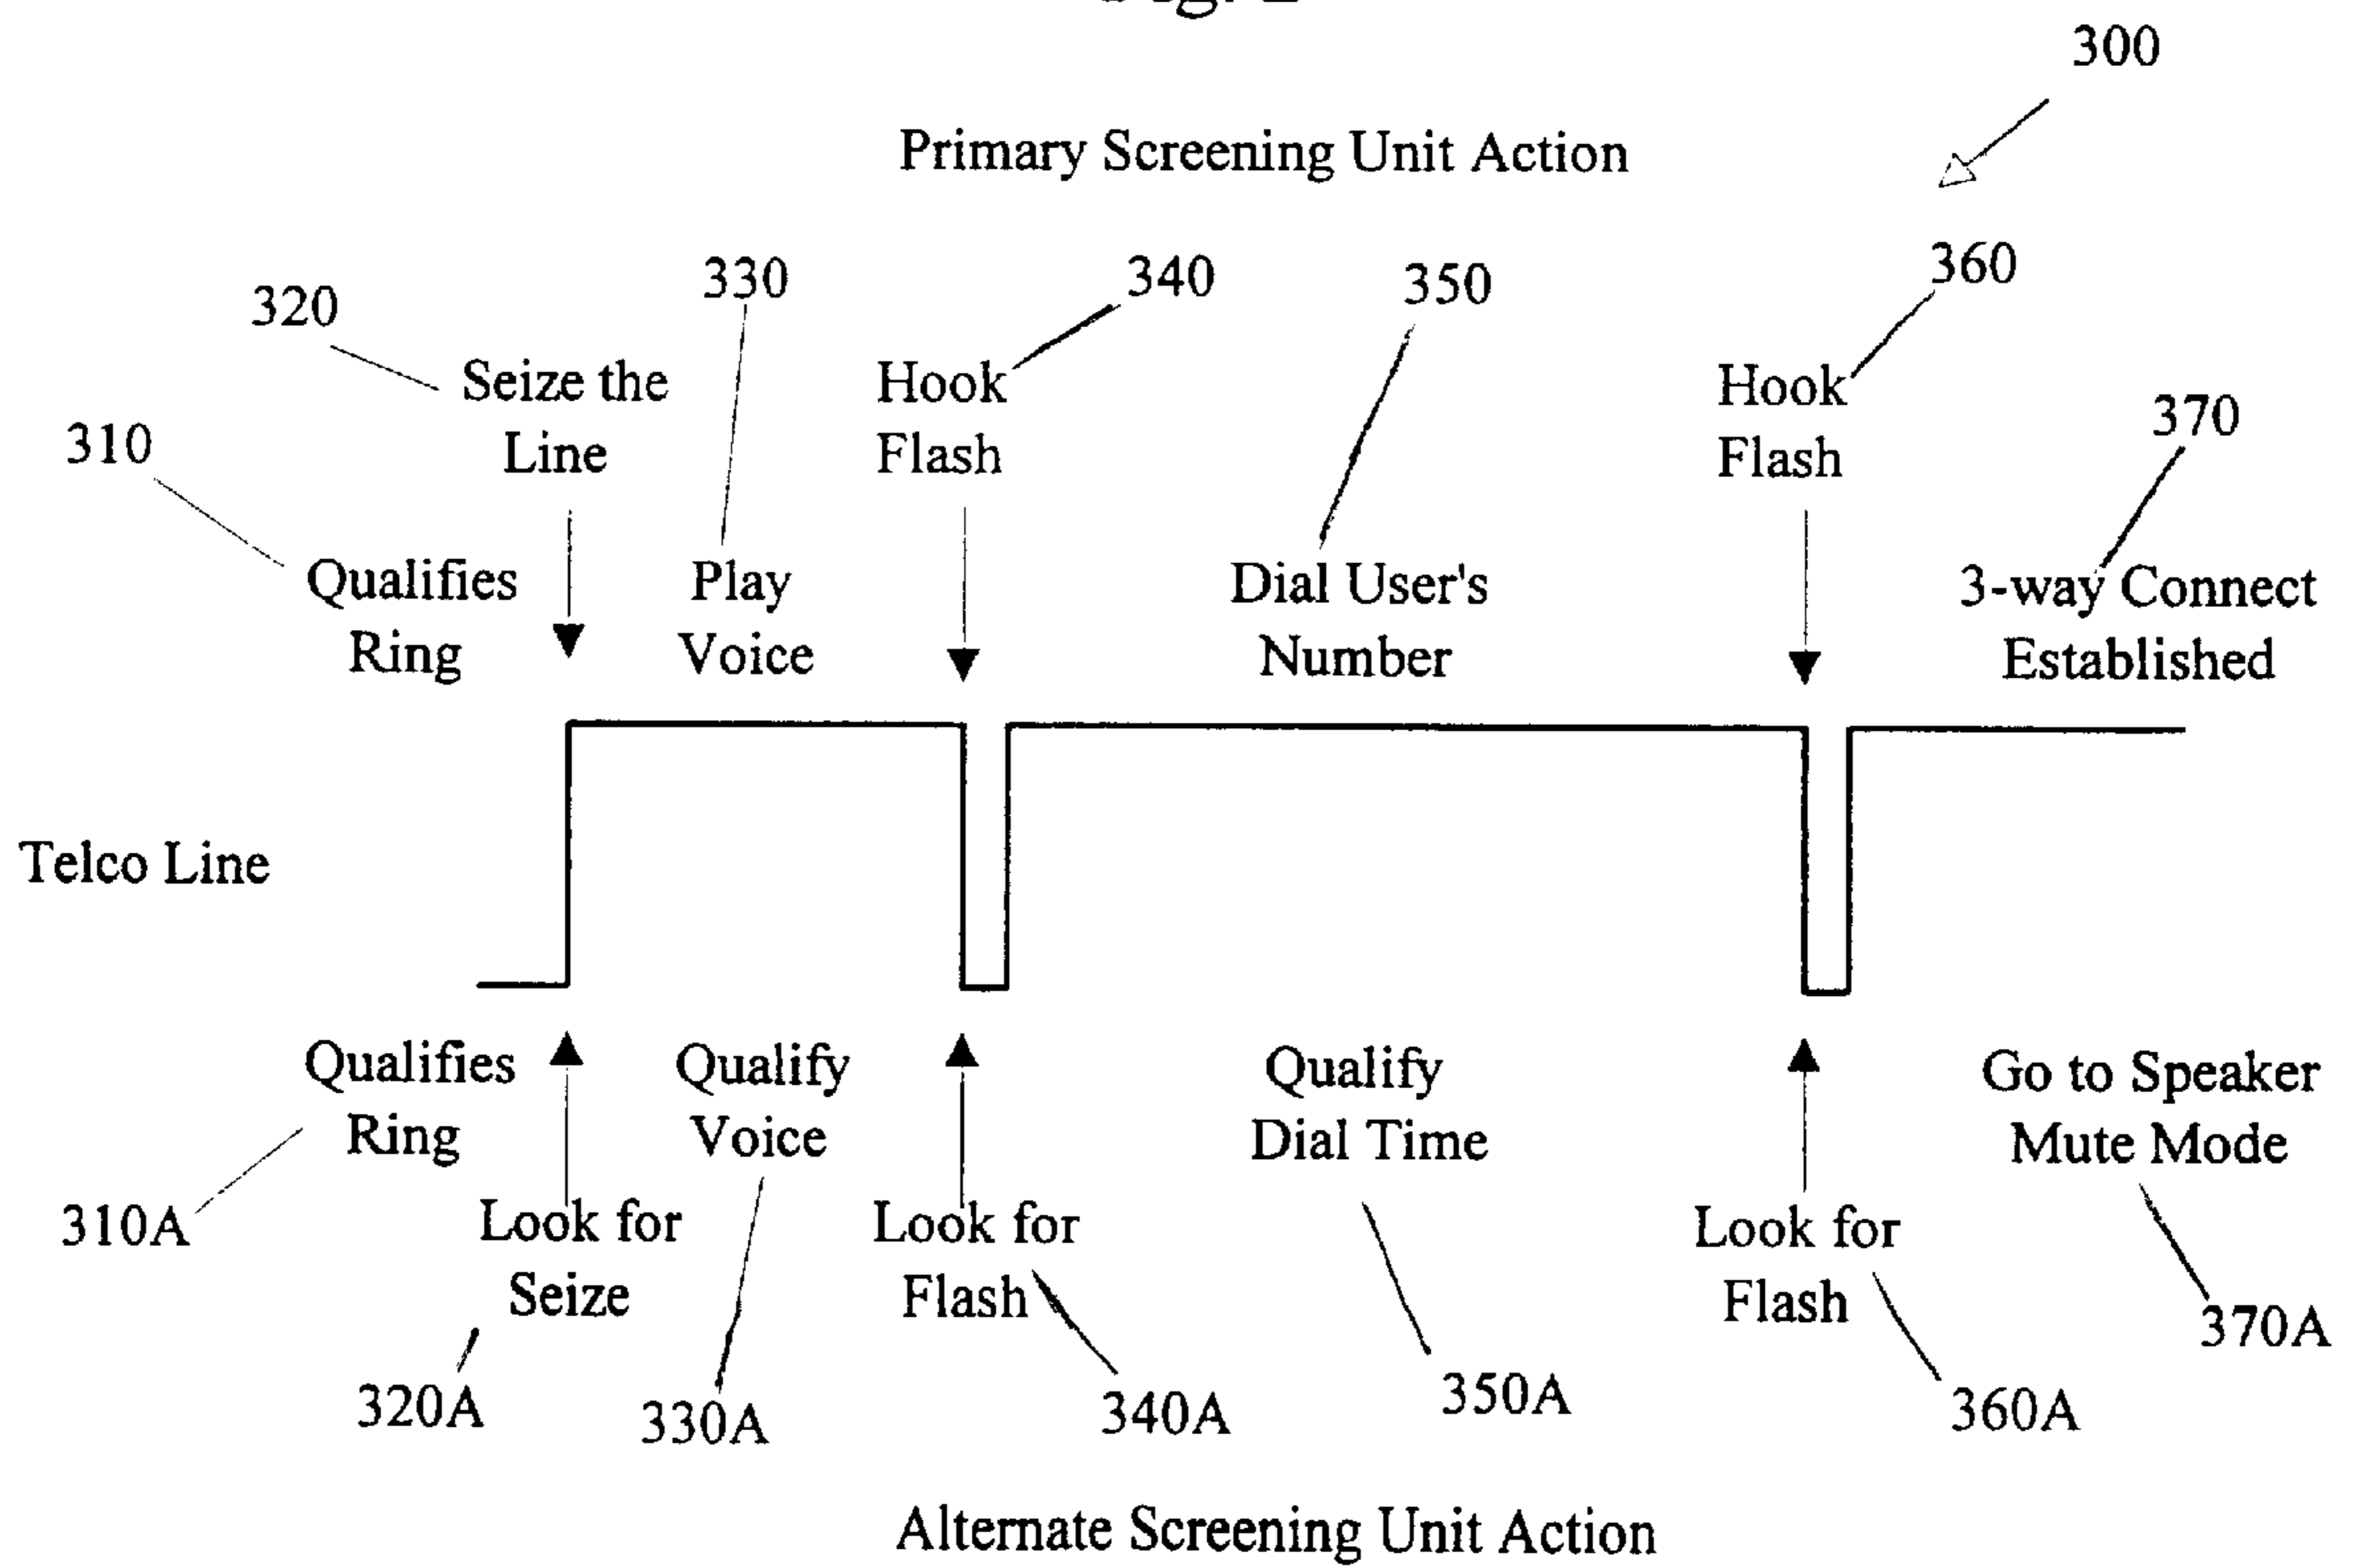 300
Primary Screening Unit Action
320
330
340
350
360
310
370
Seize the
Line
Hook
Flash
Hook
Flash
Qualifies
Ring
Play
Voice
Dial User's
Number
3-way Connect
Established
Telco Line
Qualifies
Ring
Qualify
Voice
Qualify
Dial Time
Go to Speaker
Mute Mode
310A
Look for
Seize
Look for
Flash
Look for
Flash
320A
330A
340A
350A
360A
370A
Alternate Screening Unit Action